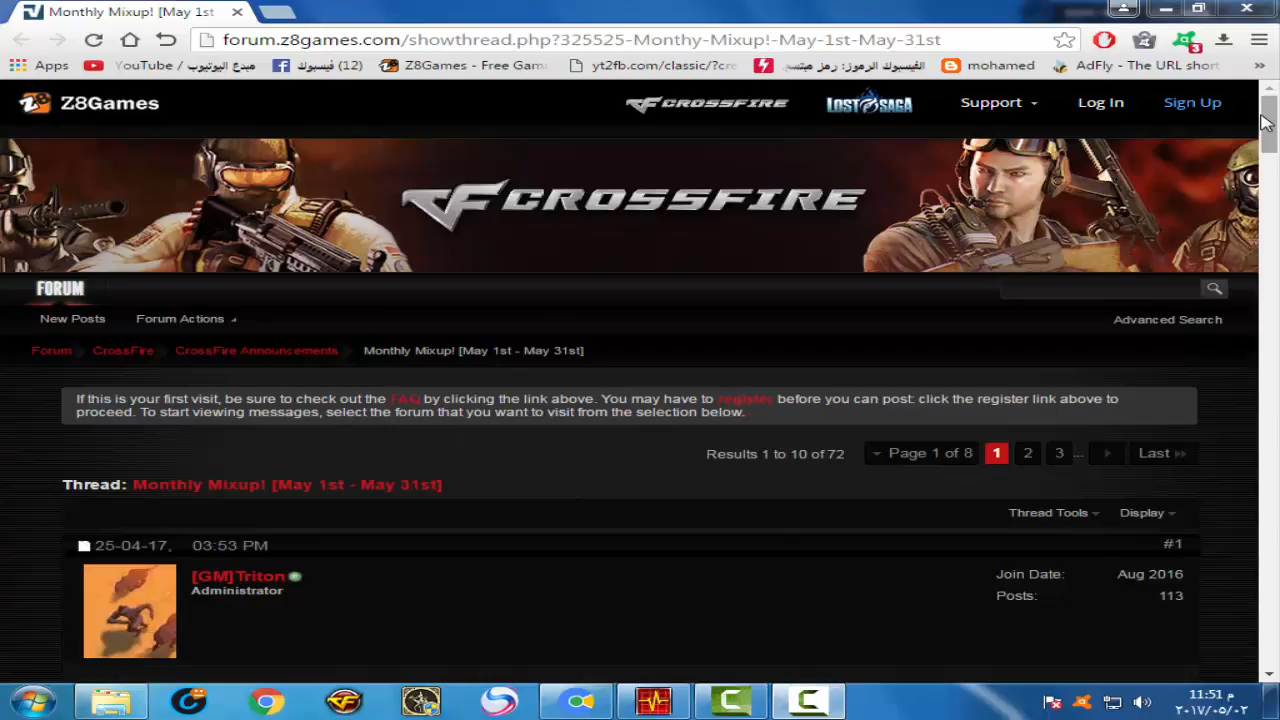 Monthly Mixup! [May 1st
forum.z8games.com/showthread.php?325525-Monthy-Mixup!-May-1st-May-31st
Apps YouTube / مبدع اليوتيوب (12) فيسبوك Z8Games - Free Gam yt2fb.com/classic/?cre الفيسبوك الرموز: رمز مبتسم mohamed AdFly - The URL short »
Z8Games CROSSFIRE LOST SAGA Support Log In Sign Up
CROSSFIRE
FORUM
New Posts Forum Actions Advanced Search
Forum CrossFire CrossFire Announcements Monthly Mixup! [May 1st - May 31st]
If this is your first visit, be sure to check out the FAQ by clicking the link above. You may have to register before you can post: click the register link above to
proceed. To start viewing messages, select the forum that you want to visit from the selection below.
Results 1 to 10 of 72 Page 1 of 8 1 2 3 ... Last
Thread: Monthly Mixup! [May 1st - May 31st]
Thread Tools Display
25-04-17, 03:53 PM #1
[GM]Triton
Administrator
Join Date: Aug 2016
Posts: 113
11:51 م
٢٠١٧/٠٥/٠٢